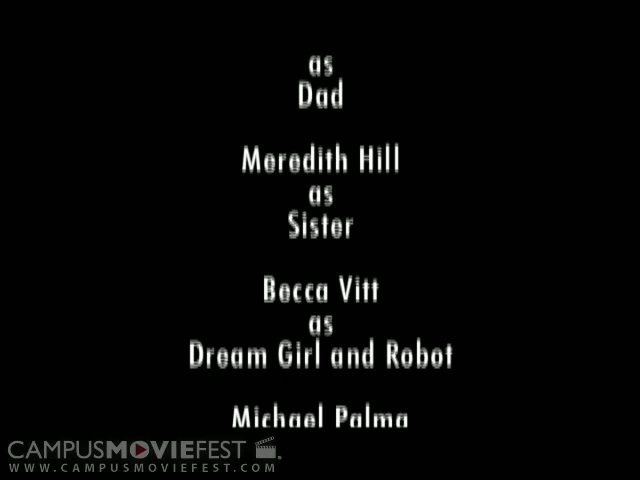 as
Dad
Meredith Hill
as
Sister
Becca Vitt
as
Dream Girl and Robot
Michael Palma
CAMPUSMOVIEFEST.
WWW.CAMPUSMOVIEFEST.COM